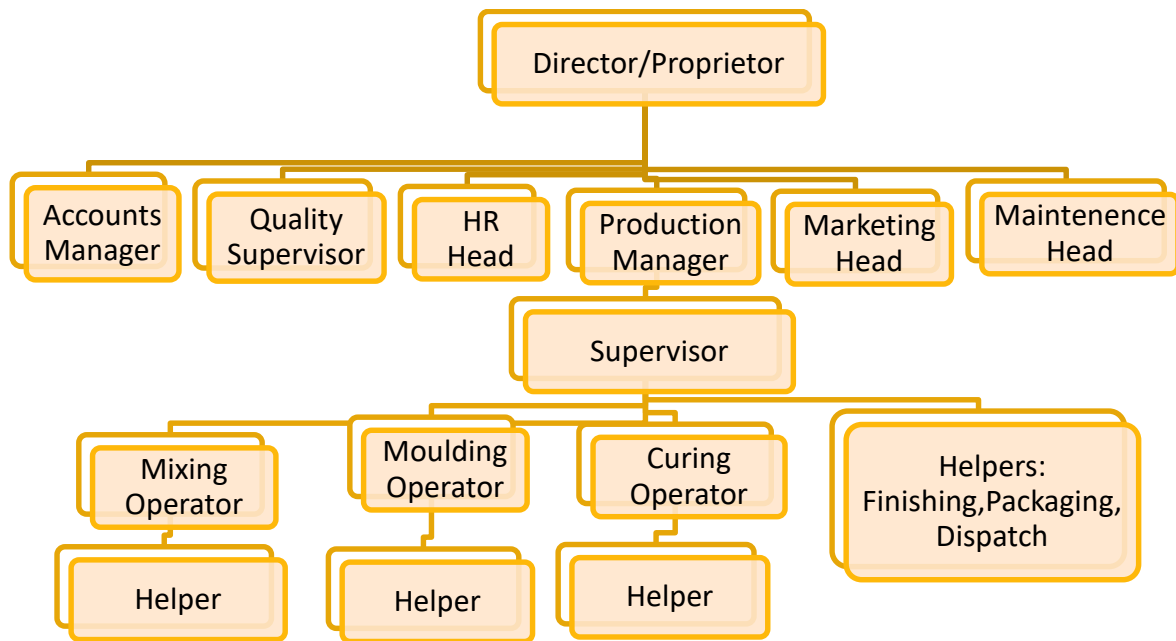 Director/Proprietor
Accounts
Manager
Quality
Supervisor
HR
Head
Production
Manager
Marketing
Head
Maintenence
Head
Supervisor
Mixing
Operator
Moulding
Operator
Curing
Operator
Helpers:
Finishing,Packaging,
Dispatch
Helper
Helper
Helper